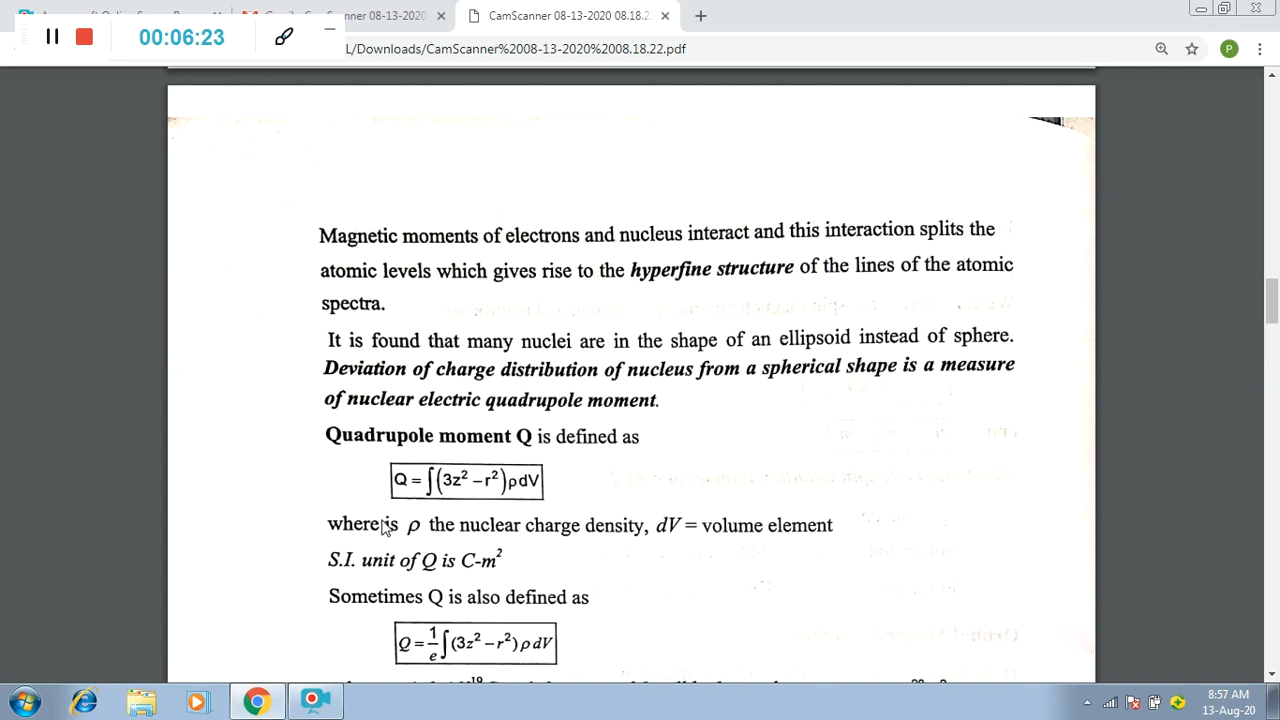 00:06:23
nner 08-13-2020
CamScanner 08-13-2020 08.18.2
L/Downloads/CamScanner%2008-13-2020%2008.18.22.pdf
P
Magnetic moments of electrons and nucleus interact and this interaction splits the
atomic levels which gives rise to the hyperfine structure of the lines of the atomic
spectra.
It is found that many nuclei are in the shape of an ellipsoid instead of sphere.
Deviation of charge distribution of nucleus from a spherical shape is a measure
of nuclear electric quadrupole moment.
Quadrupole moment Q is defined as
Q = ∫(3z² – r²)ρdV
where is ρ the nuclear charge density, dV = volume element
S.I. unit of Q is C-m²
Sometimes Q is also defined as
Q = 1/e ∫(3z² – r²)ρ dV
8:57 AM
13-Aug-20